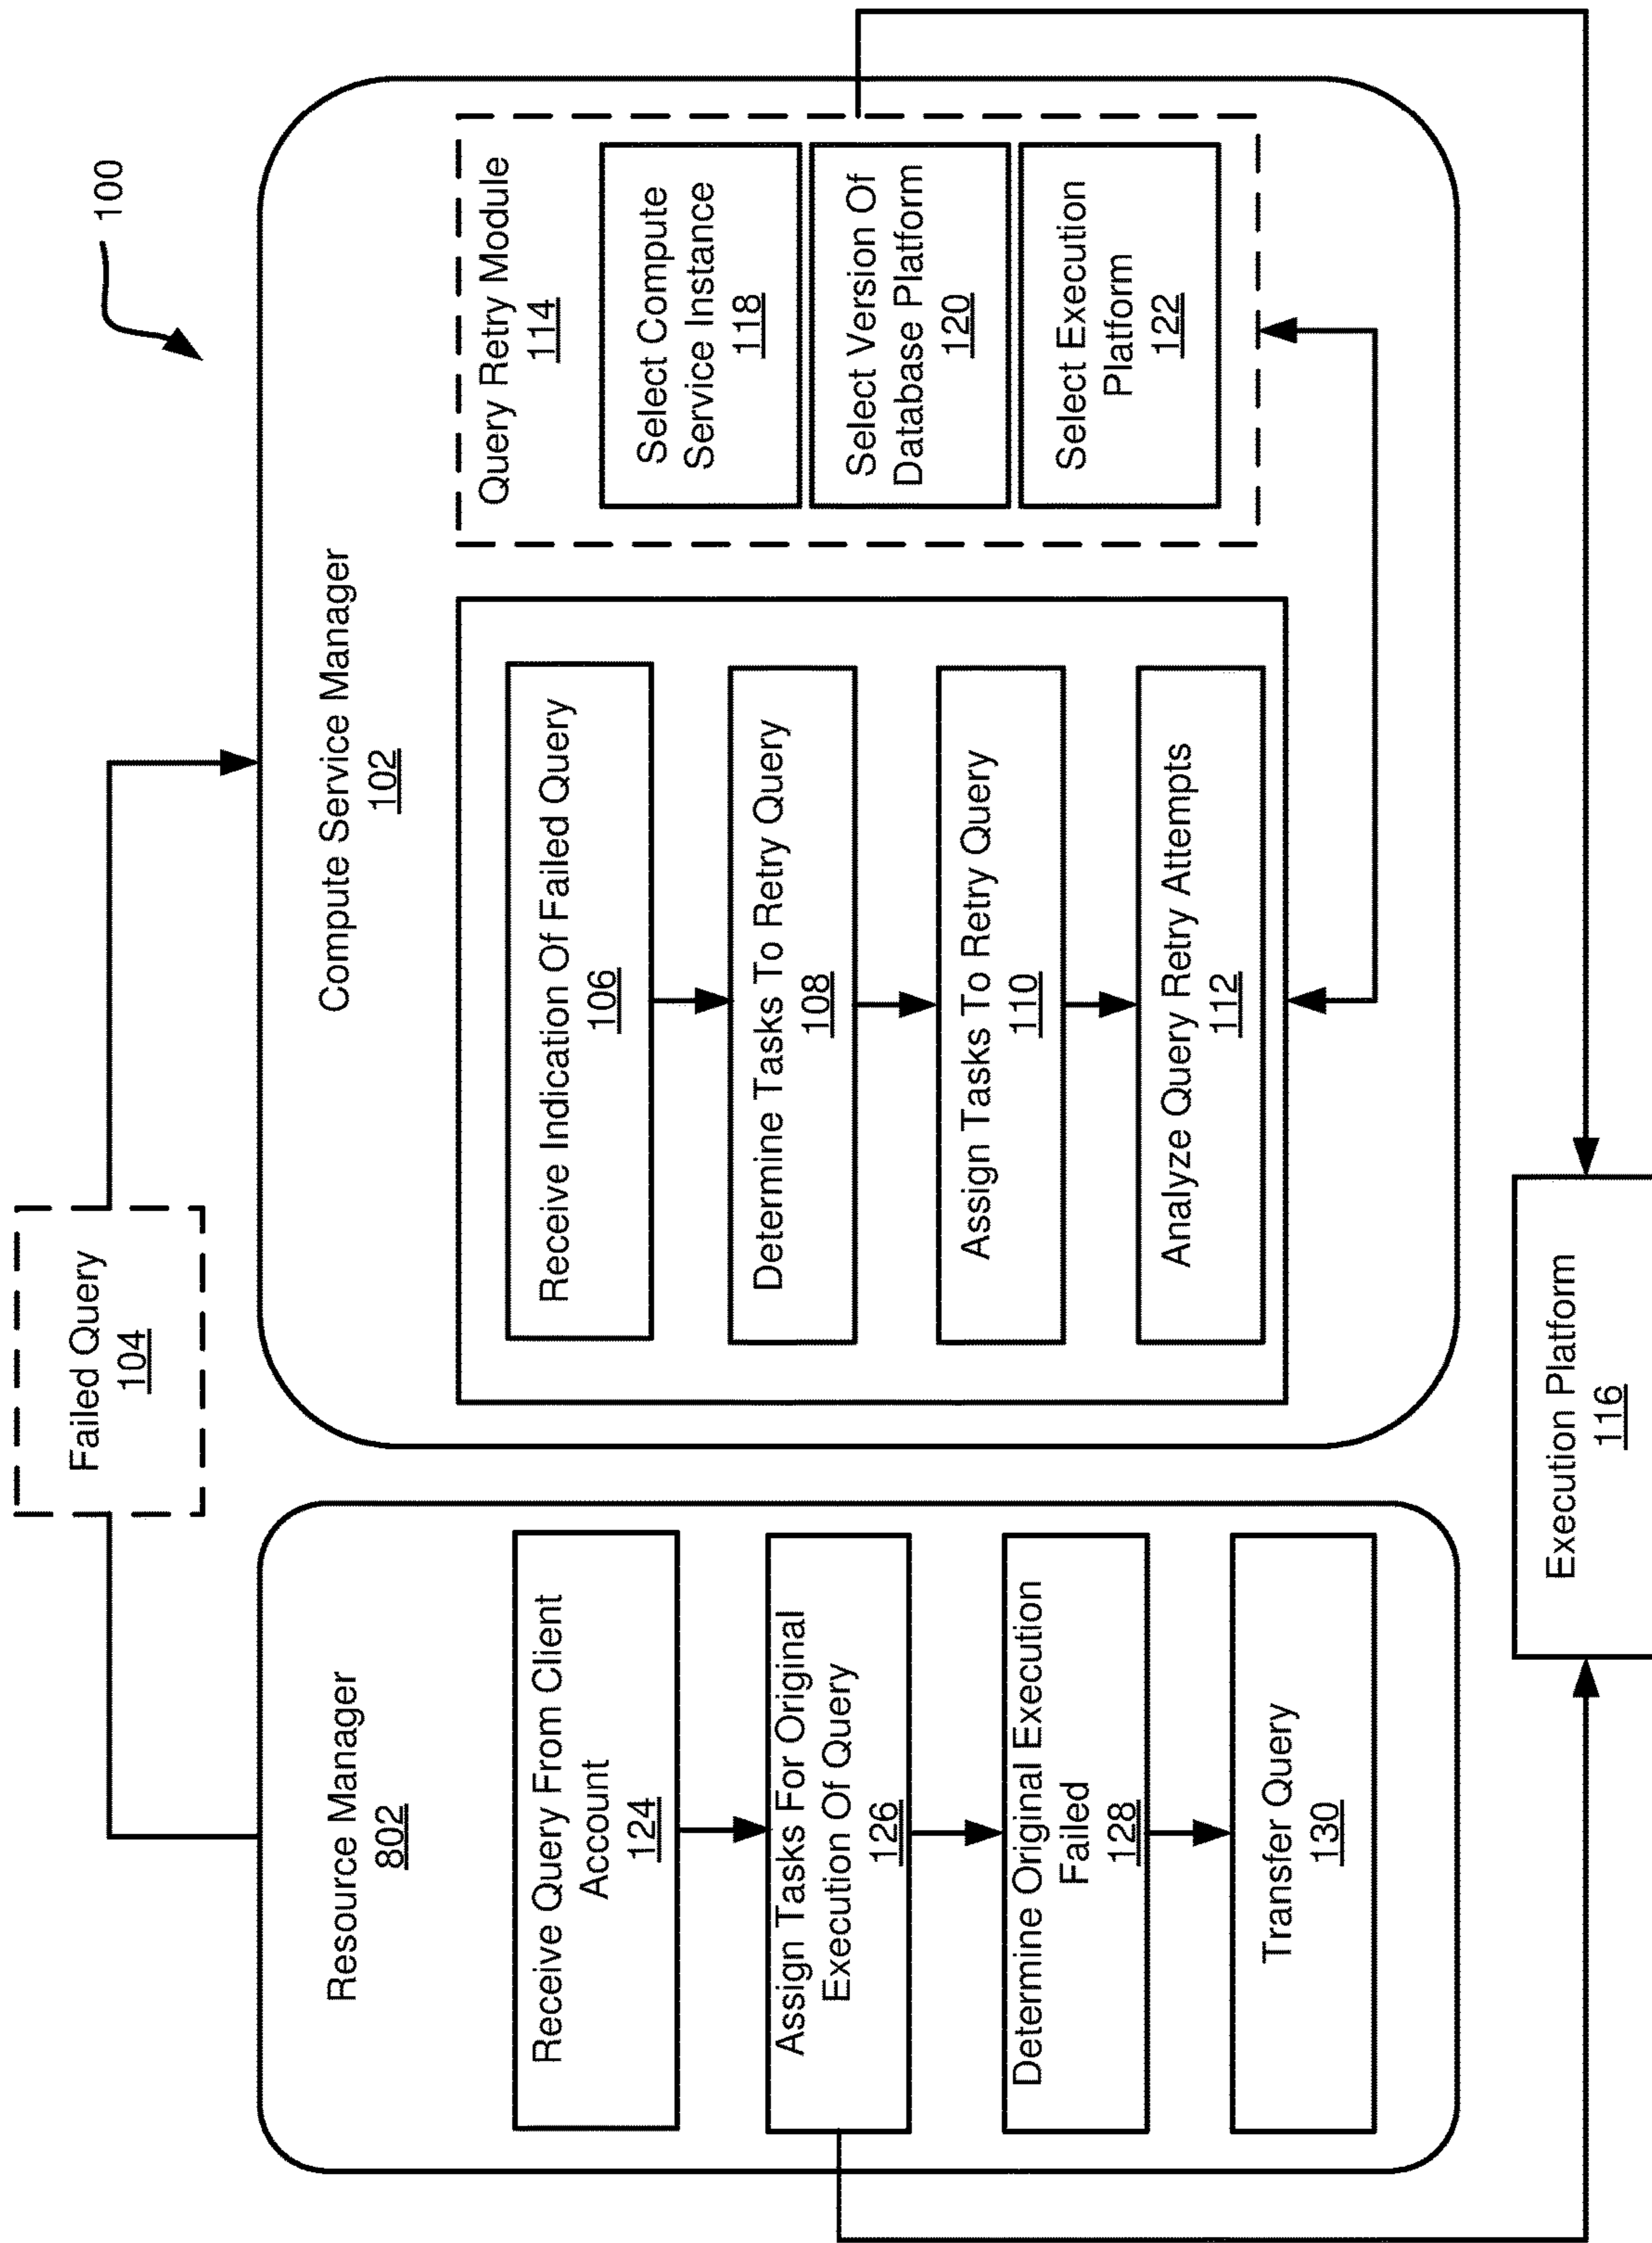 100
Failed Query
104
Resource Manager
802
Receive Query From Client
Account
124
Assign Tasks For Original
Execution Of Query
126
Determine Original Execution
Failed
128
Transfer Query
130
Compute Service Manager
102
Receive Indication Of Failed Query
106
Determine Tasks To Retry Query
108
Assign Tasks To Retry Query
110
Analyze Query Retry Attempts
112
Query Retry Module
114
Select Compute
Service Instance
118
Select Version Of
Database Platform
120
Select Execution
Platform
122
Execution Platform
116